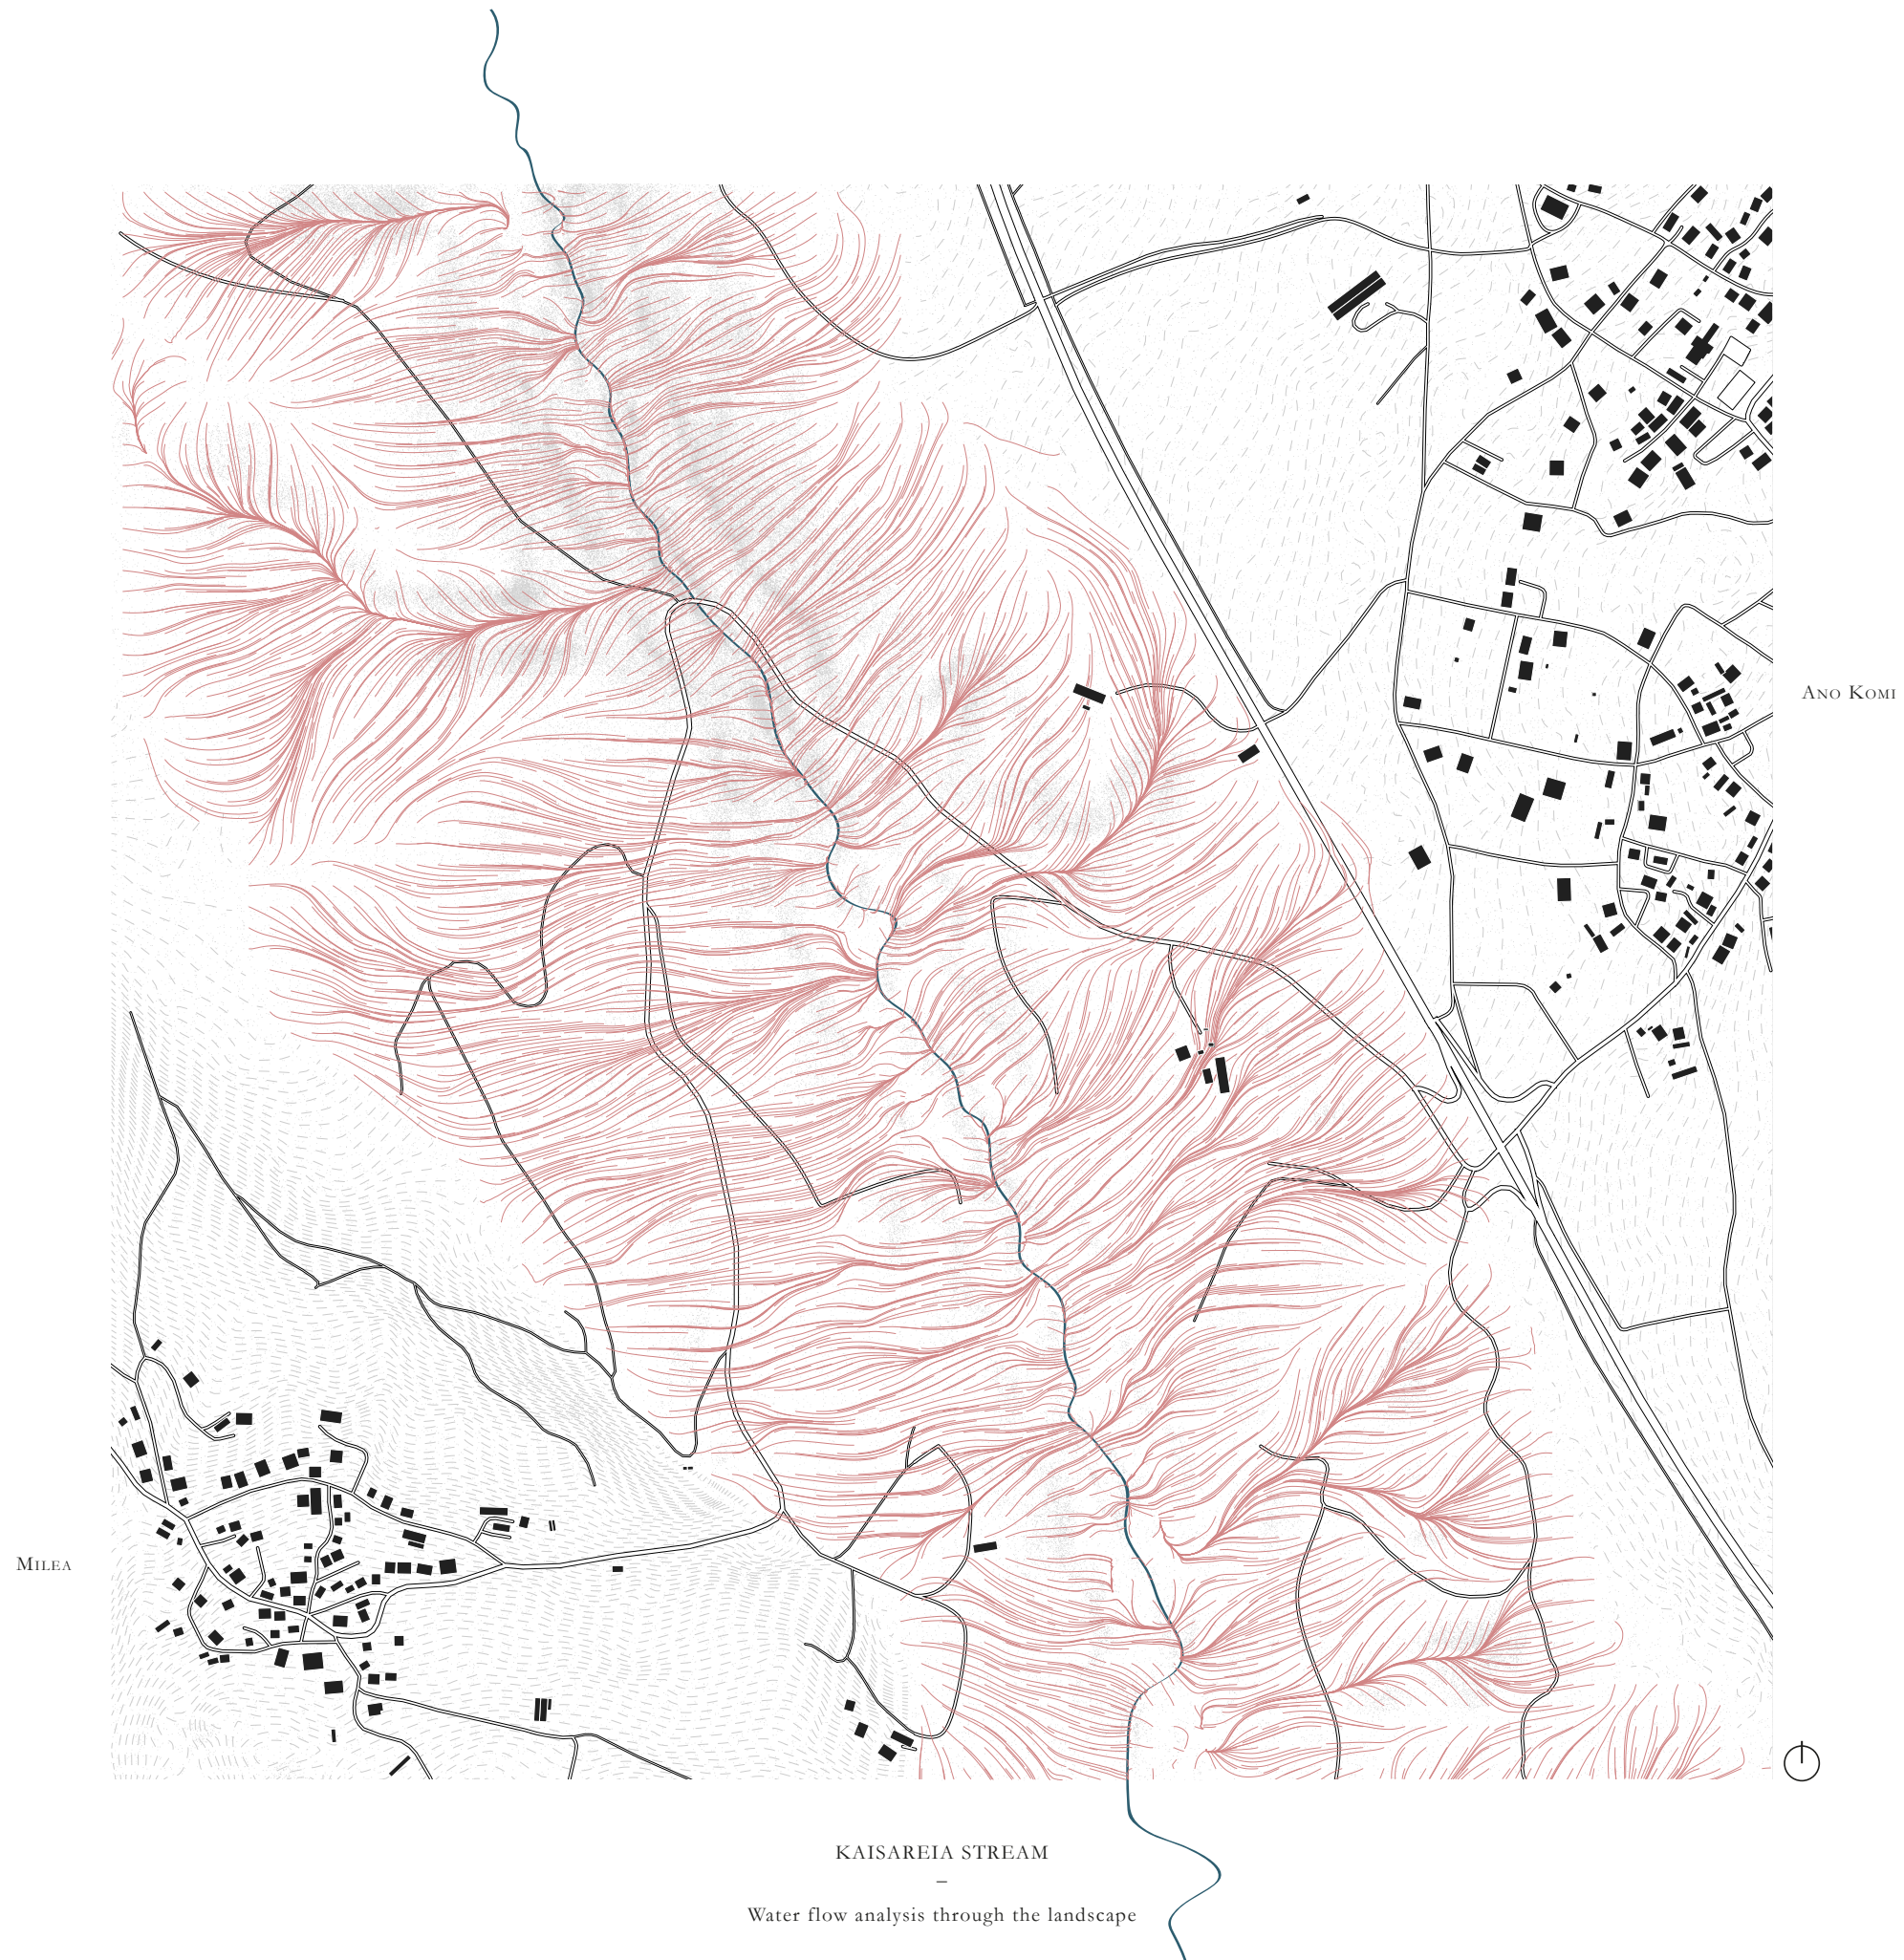 ANO KOMI
MILEA
KAISAREIA STREAM
–
Water flow analysis through the landscape